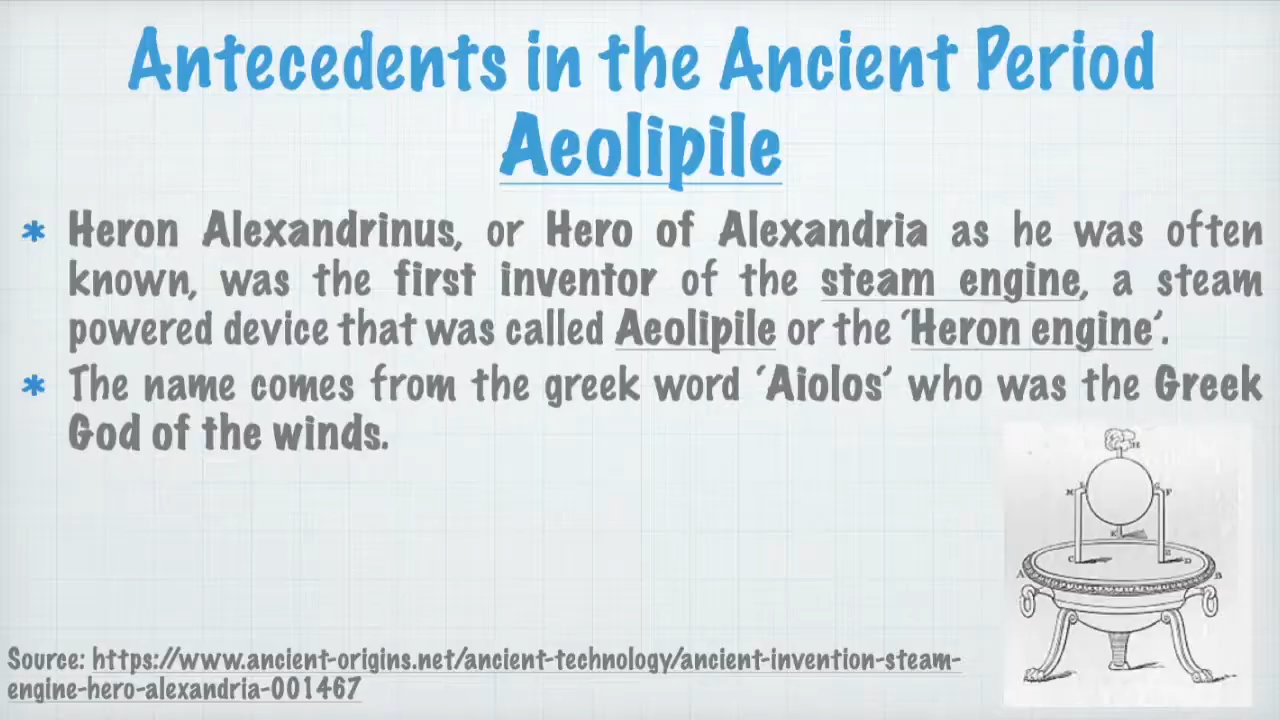 Antecedents in the Ancient Period
Aeolipile
* Heron Alexandrinus, or Hero of Alexandria as he was often
known, was the first inventor of the steam engine, a steam
powered device that was called Aeolipile or the ‘Heron engine’.
* The name comes from the greek word ‘Aiolos’ who was the Greek
God of the winds.
H
M F
K
C E D
A B
Source: https://www.ancient-origins.net/ancient-technology/ancient-invention-steam-
engine-hero-alexandria-001467